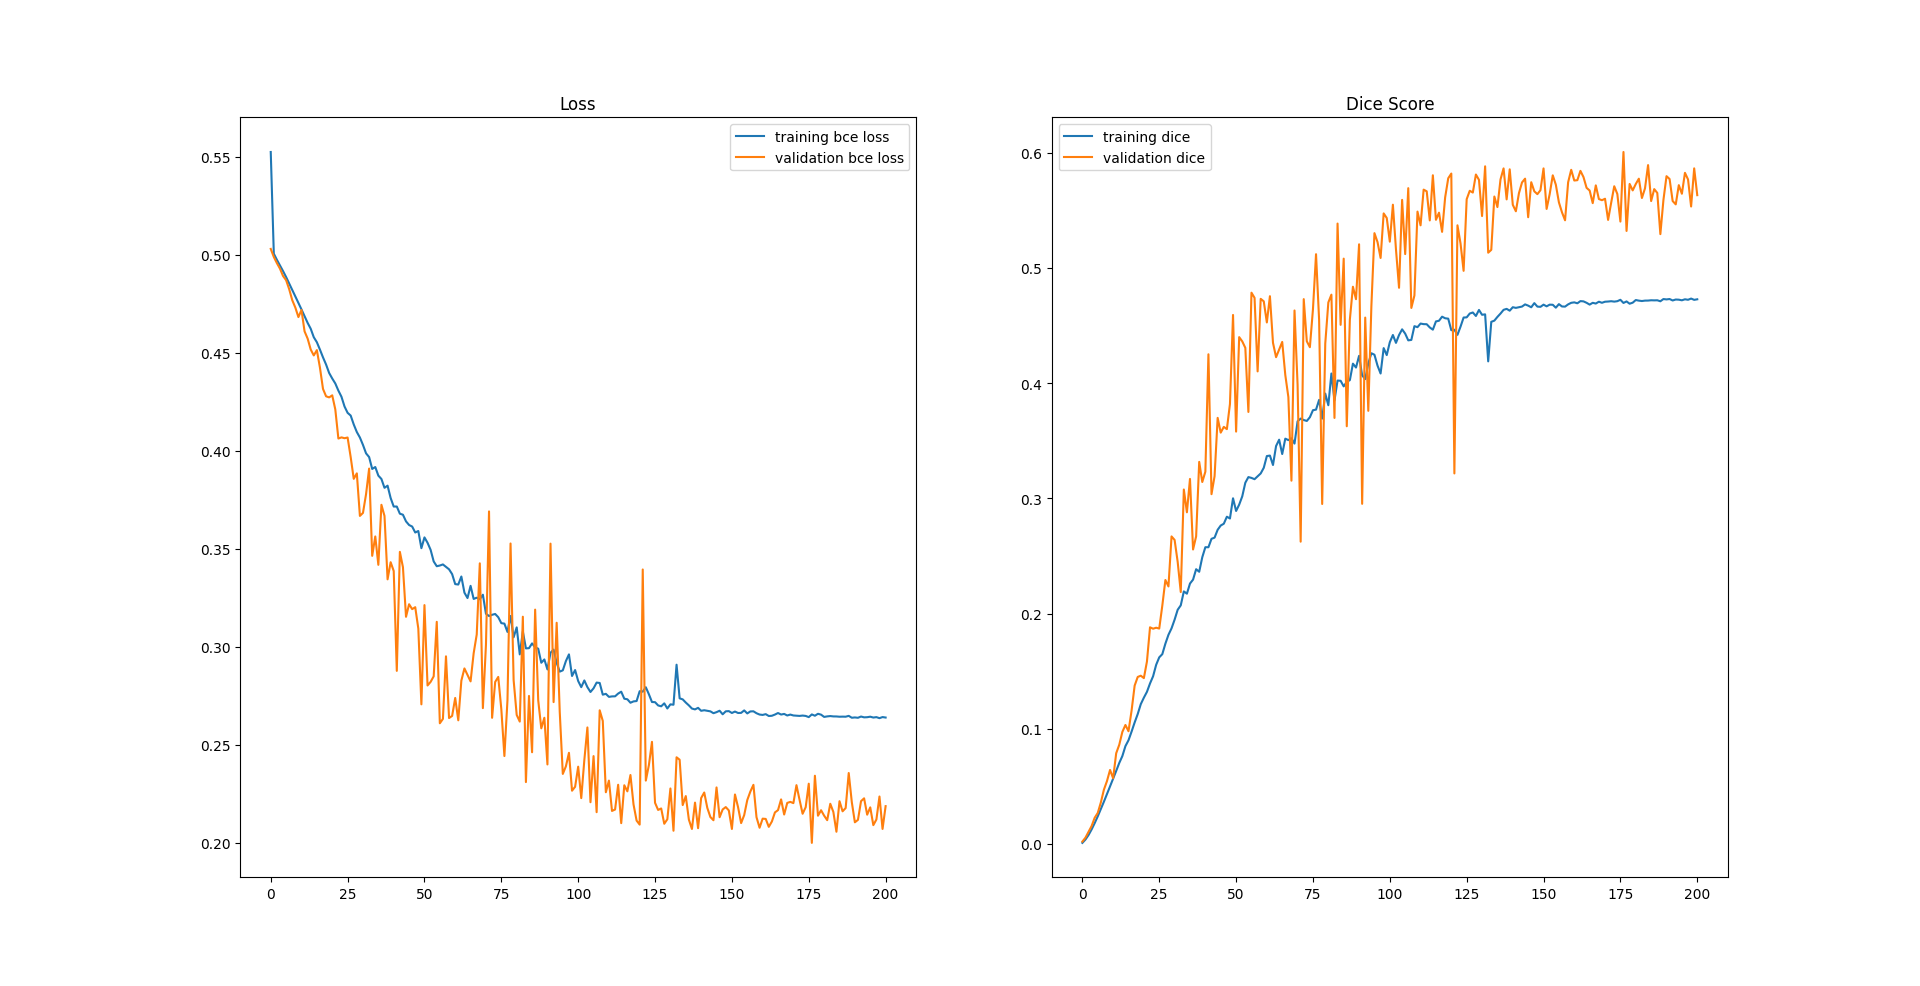 Loss
training bce loss
validation bce loss
0.55
0.50
0.45
0.40
0.35
0.30
0.25
0.20
0 25 50 75 100 125 150 175 200
Dice Score
training dice
validation dice
0.6
0.5
0.4
0.3
0.2
0.1
0.0
0 25 50 75 100 125 150 175 200